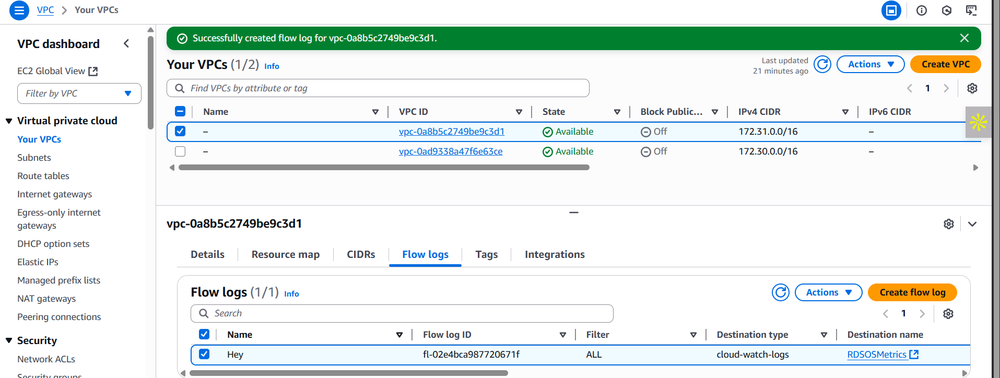 VPC > Your VPCs
VPC dashboard
EC2 Global View
Filter by VPC
Virtual private cloud
Your VPCs
Subnets
Route tables
Internet gateways
Egress-only internet
gateways
DHCP option sets
Elastic IPs
Managed prefix lists
NAT gateways
Peering connections
Security
Network ACLs
Security groups
Successfully created flow log for vpc-0a8b5c2749be9c3d1.
Your VPCs (1/2) Info
Last updated
21 minutes ago
Actions
Create VPC
Find VPCs by attribute or tag
1
Name VPC ID State Block Public... IPv4 CIDR IPv6 CIDR
– vpc-0a8b5c2749be9c3d1 Available Off 172.31.0.0/16 –
– vpc-0ad9338a47f6e63ce Available Off 172.30.0.0/16 –
vpc-0a8b5c2749be9c3d1
Details Resource map CIDRs Flow logs Tags Integrations
Flow logs (1/1) Info
Actions
Create flow log
Search
1
Name Flow log ID Filter Destination type Destination name
Hey fl-02e4bca987720671f ALL cloud-watch-logs RDSOSMetrics